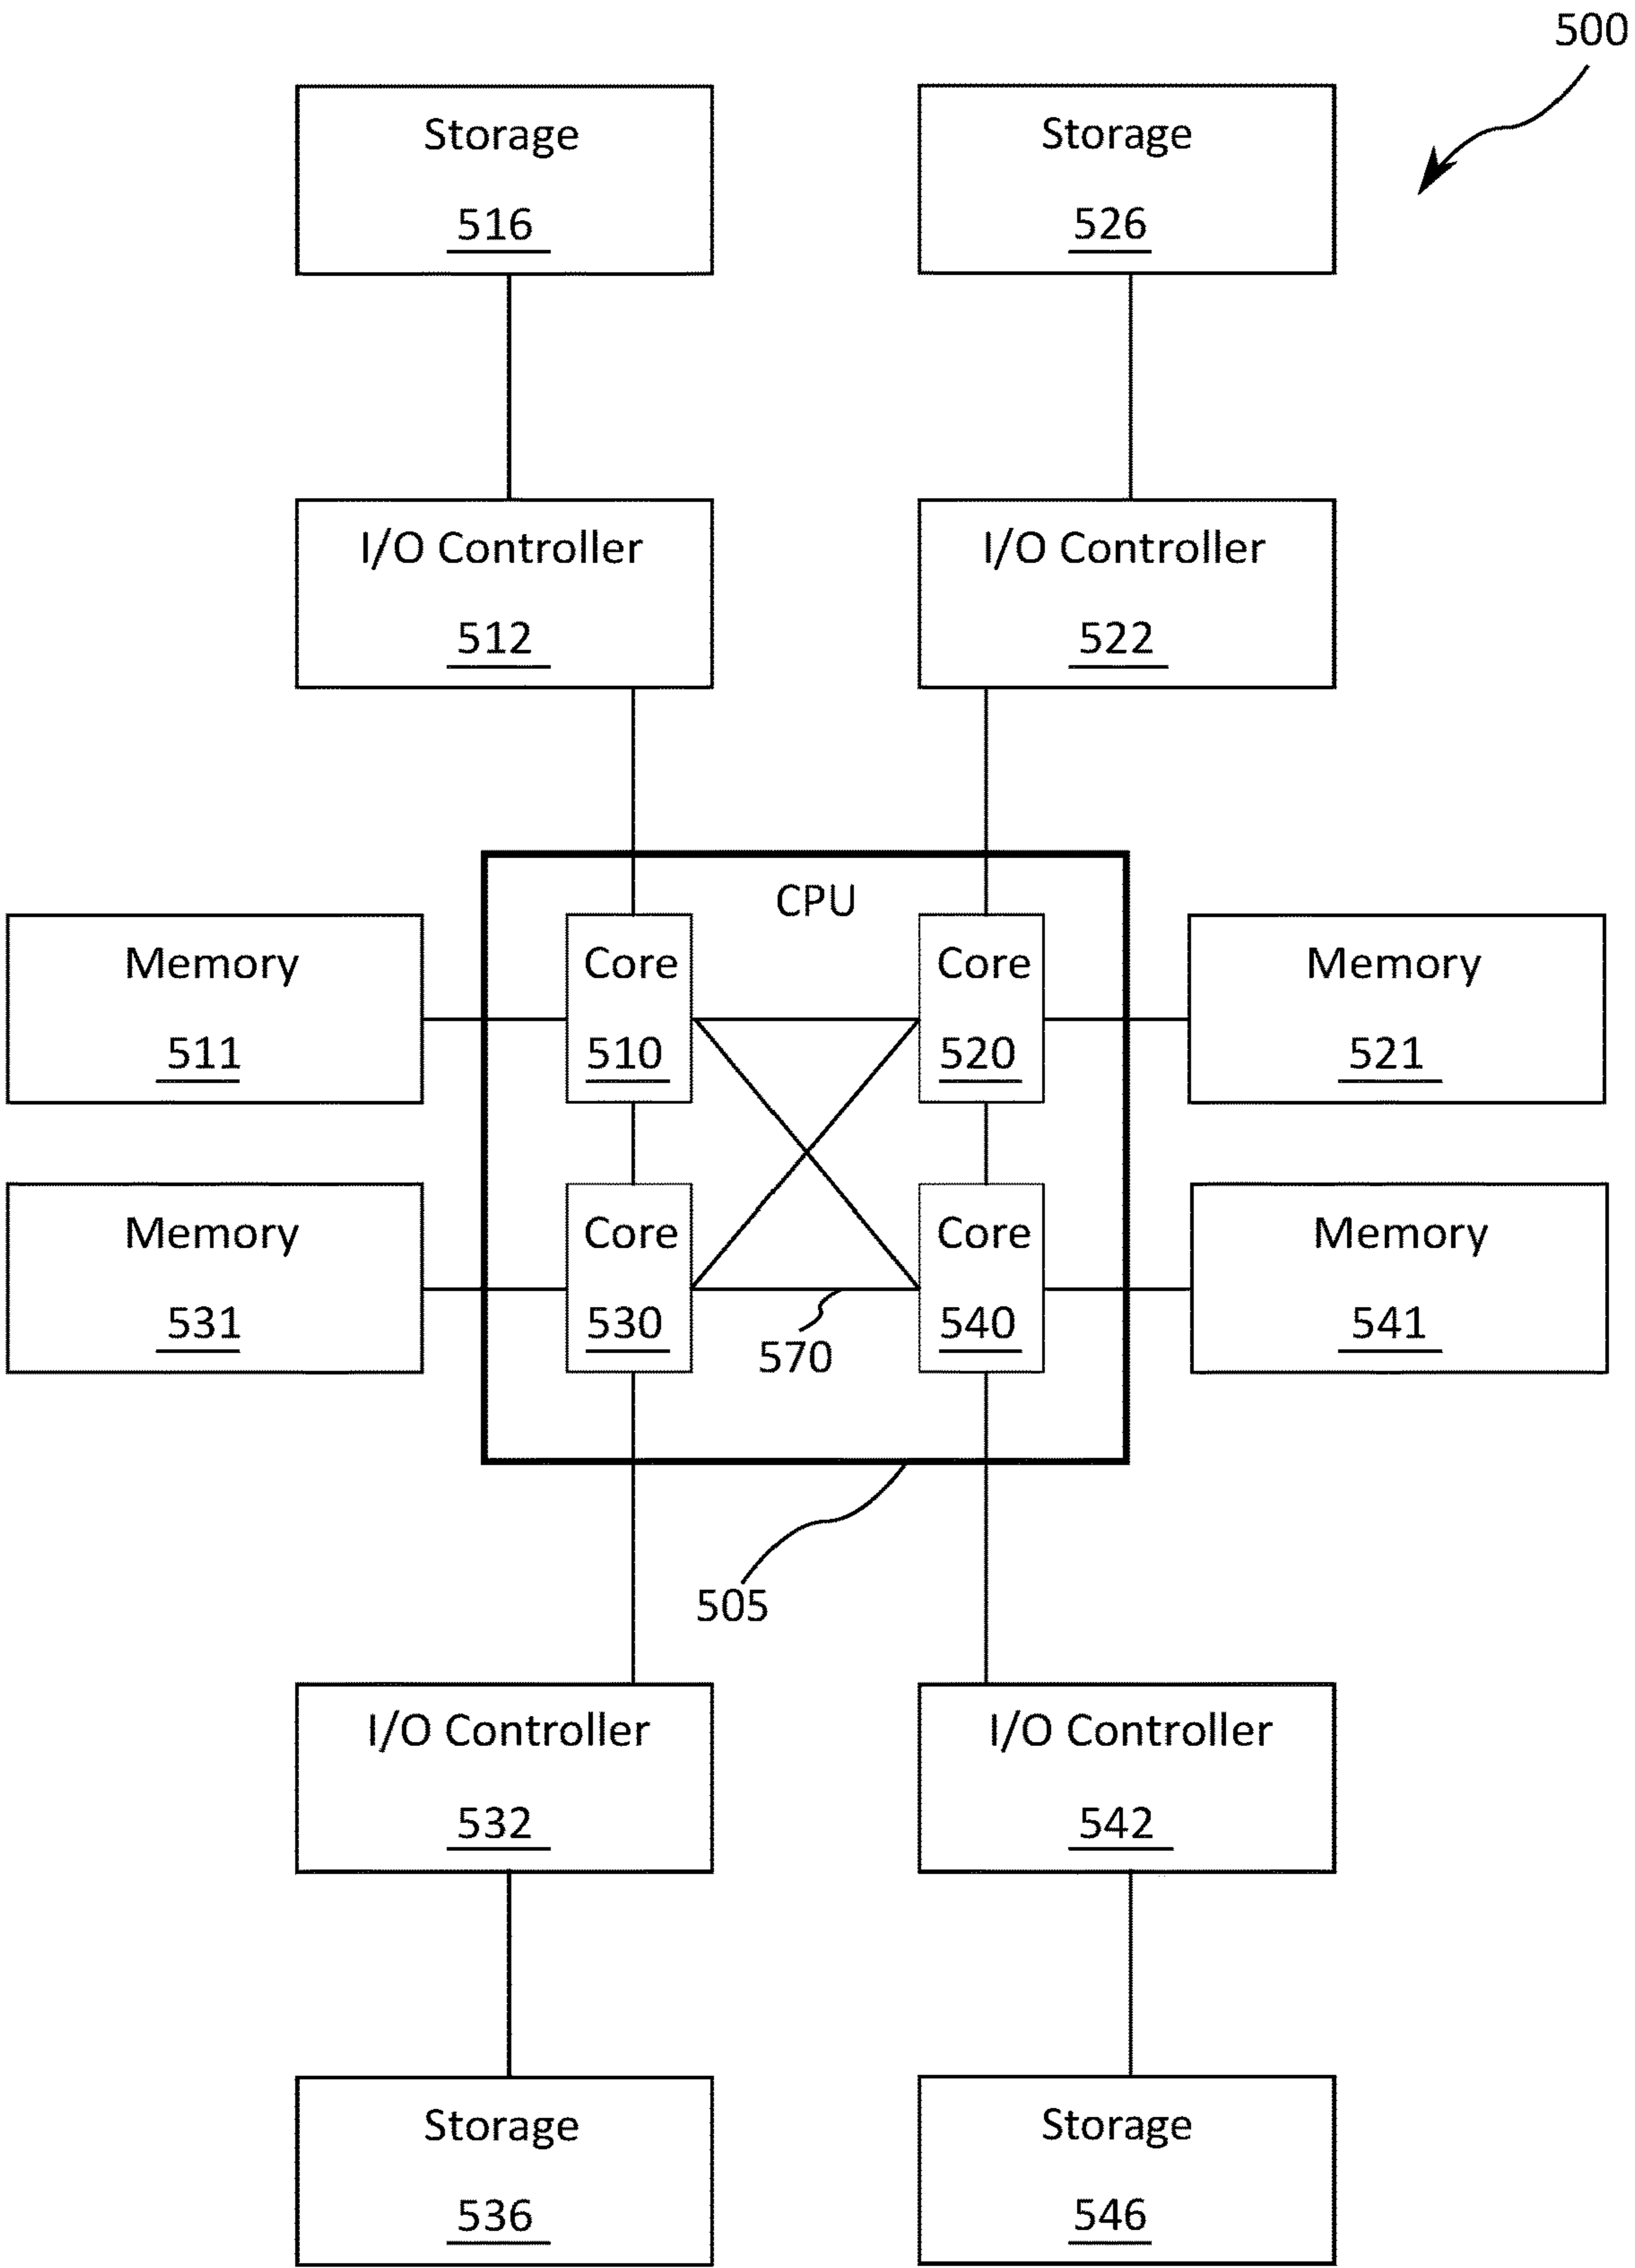 500
Storage
516
Storage
526
I/O Controller
512
I/O Controller
522
CPU
Memory
511
Core
510
Core
520
Memory
521
Memory
531
Core
530
Core
540
Memory
541
570
505
I/O Controller
532
I/O Controller
542
Storage
536
Storage
546